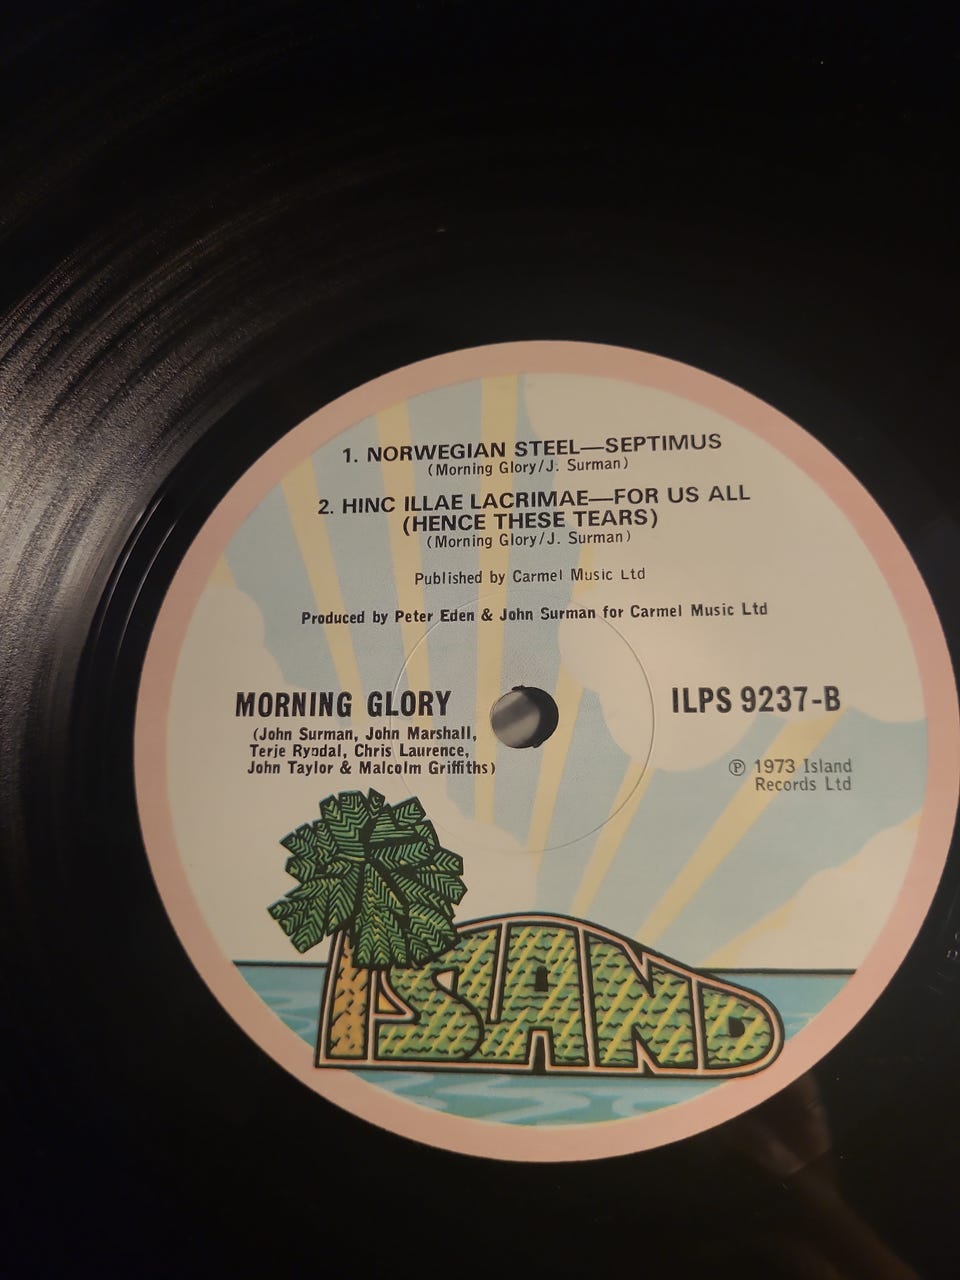 1. NORWEGIAN STEEL—SEPTIMUS
(Morning Glory/J. Surman)
2. HINC ILLAE LACRIMAE—FOR US ALL
(HENCE THESE TEARS)
(Morning Glory/J. Surman)
Published by Carmel Music Ltd
Produced by Peter Eden & John Surman for Carmel Music Ltd
MORNING GLORY
(John Surman, John Marshall,
Terje Rypdal, Chris Laurence,
John Taylor & Malcolm Griffiths)
ILPS 9237-B
℗ 1973 Island
Records Ltd
ISLAND